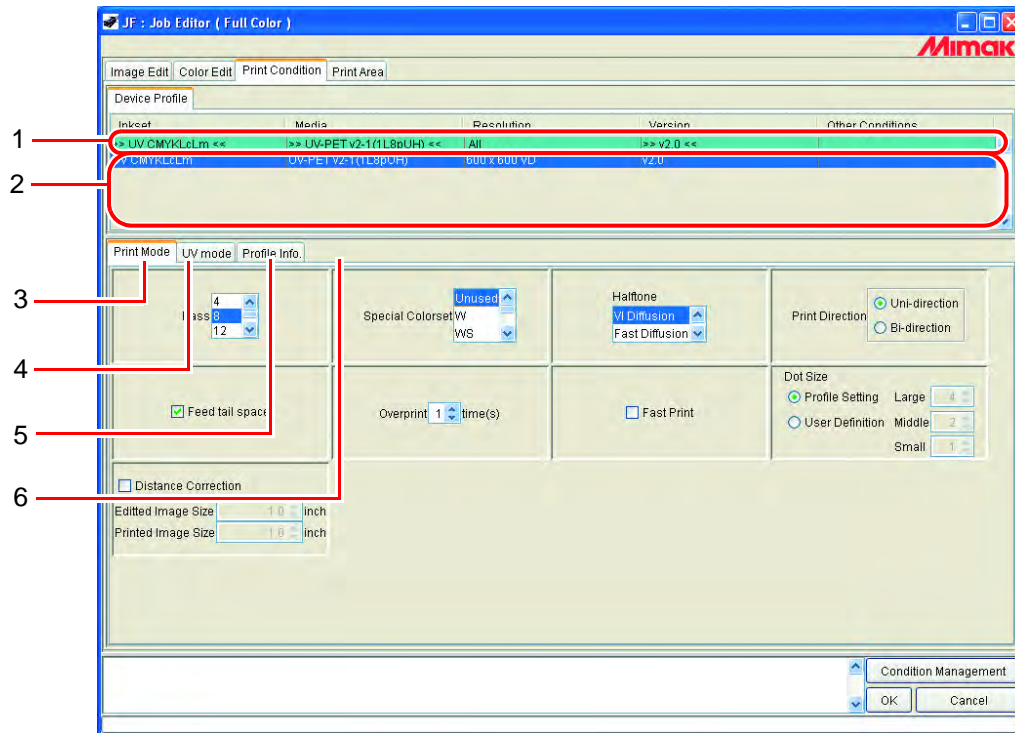 JF : Job Editor ( Full Color )
Mimak
Image Edit Color Edit Print Condition Print Area
Device Profile
Inkset Media Resolution Version Other Conditions
1
> UV CMYKLcLm << >> UV-PET v2-1(1L8pUH) << All >> v2.0 <<
2
CMYKLcLm UV-PET v2-1(1L8pUH) 600 x 600 VD v2.0
Print Mode UV mode Profile Info.
3
4
5
6
4
8
12
Special Colorset
Unused
W
WS
Halftone
VI Diffusion
Fast Diffusion
Print Direction
Uni-direction
Bi-direction
Feed tail space
Overprint 1 time(s)
Fast Print
Dot Size
Profile Setting Large 4
User Definition Middle 2
Small 1
Distance Correction
Editted Image Size 1.0 inch
Printed Image Size 1.0 inch
Condition Management
OK Cancel